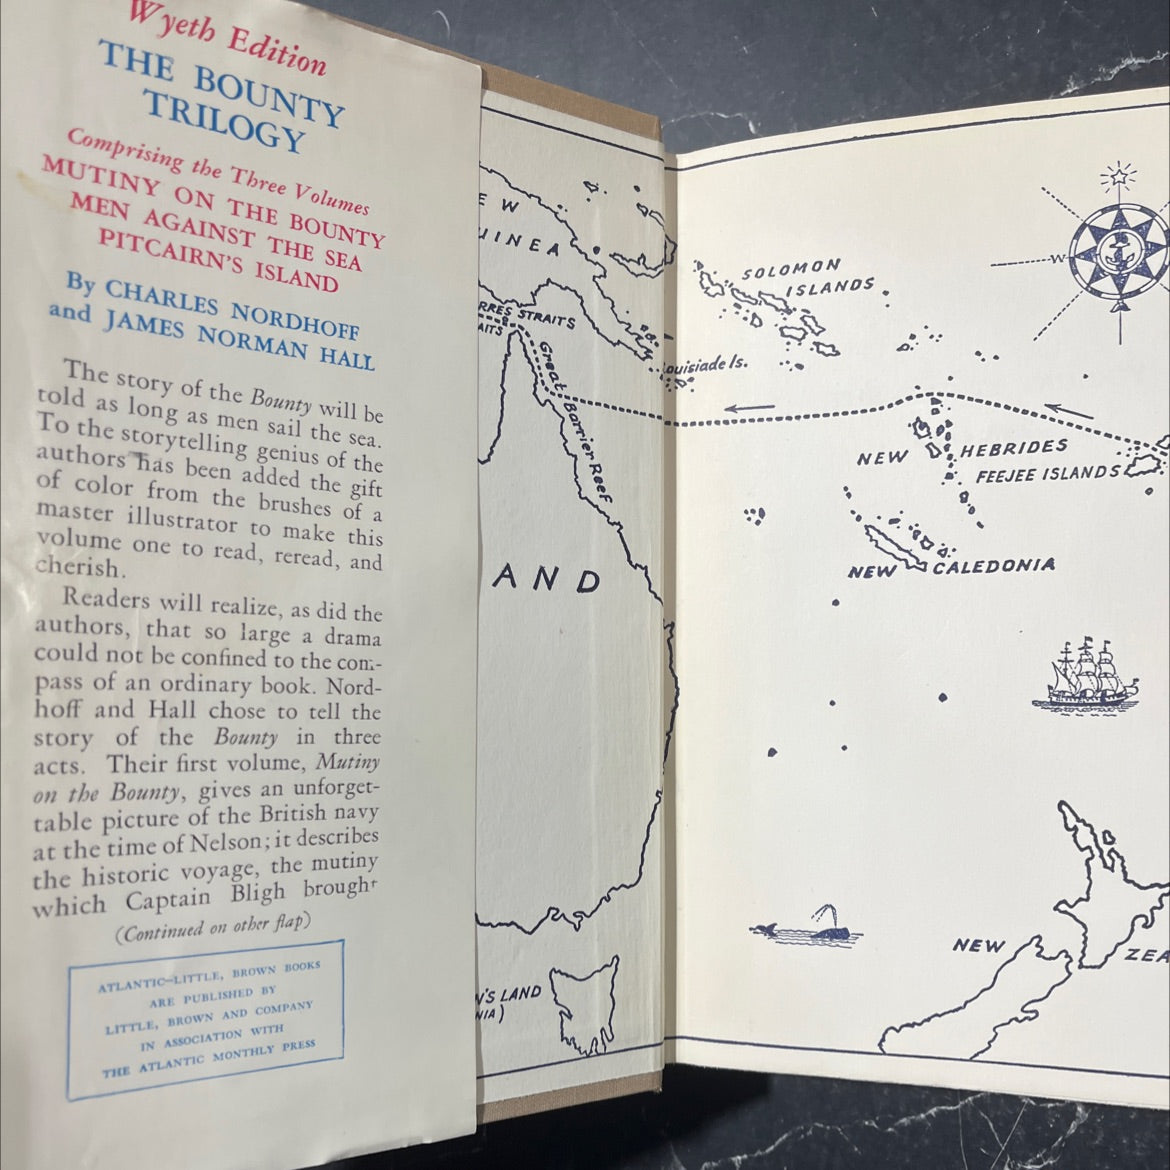 Wyeth Edition
THE BOUNTY
TRILOGY
Comprising the Three Volumes
MUTINY ON THE BOUNTY
MEN AGAINST THE SEA
PITCAIRN'S ISLAND
By CHARLES NORDHOFF
and JAMES NORMAN HALL
The story of the Bounty will be
told as long as men sail the sea.
To the storytelling genius of the
authors has been added the gift
of color from the brushes of a
master illustrator to make this
volume one to read, reread, and
cherish.
Readers will realize, as did the
authors, that so large a drama
could not be confined to the com-
pass of an ordinary book. Nord-
hoff and Hall chose to tell the
story of the Bounty in three
acts. Their first volume, Mutiny
on the Bounty, gives an unforget-
table picture of the British navy
at the time of Nelson; it describes
the historic voyage, the mutiny
which Captain Bligh brought
(Continued on other flap)
ATLANTIC–LITTLE, BROWN BOOKS
ARE PUBLISHED BY
LITTLE, BROWN AND COMPANY
IN ASSOCIATION WITH
THE ATLANTIC MONTHLY PRESS
EW
UINEA
RRES STRAITS
AITS
Great Barrier Reef
AND
N'S LAND
NIA)
SOLOMON
ISLANDS
Louisiade Is.
W
NEW HEBRIDES
FEEJEE ISLANDS
NEW CALEDONIA
NEW
ZEA